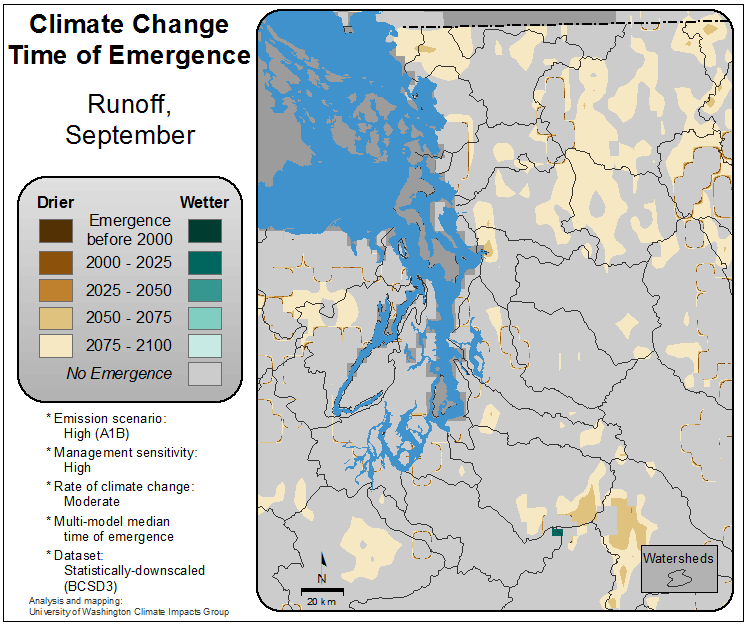 Climate Change
Time of Emergence
Runoff,
September
Drier Wetter
Emergence
before 2000
2000 - 2025
2025 - 2050
2050 - 2075
2075 - 2100
No Emergence
* Emission scenario:
High (A1B)
* Management sensitivity:
High
* Rate of climate change:
Moderate
* Multi-model median
time of emergence
* Dataset:
Statistically-downscaled
(BCSD3)
Analysis and mapping:
University of Washington Climate Impacts Group
N
20 km
Watersheds